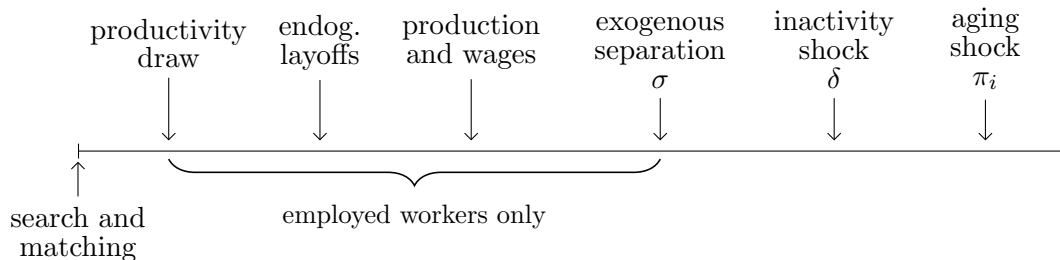 productivity
draw
endog.
layoffs
production
and wages
exogenous
separation
σ
inactivity
shock
δ
aging
shock
π_i
search and
matching
employed workers only